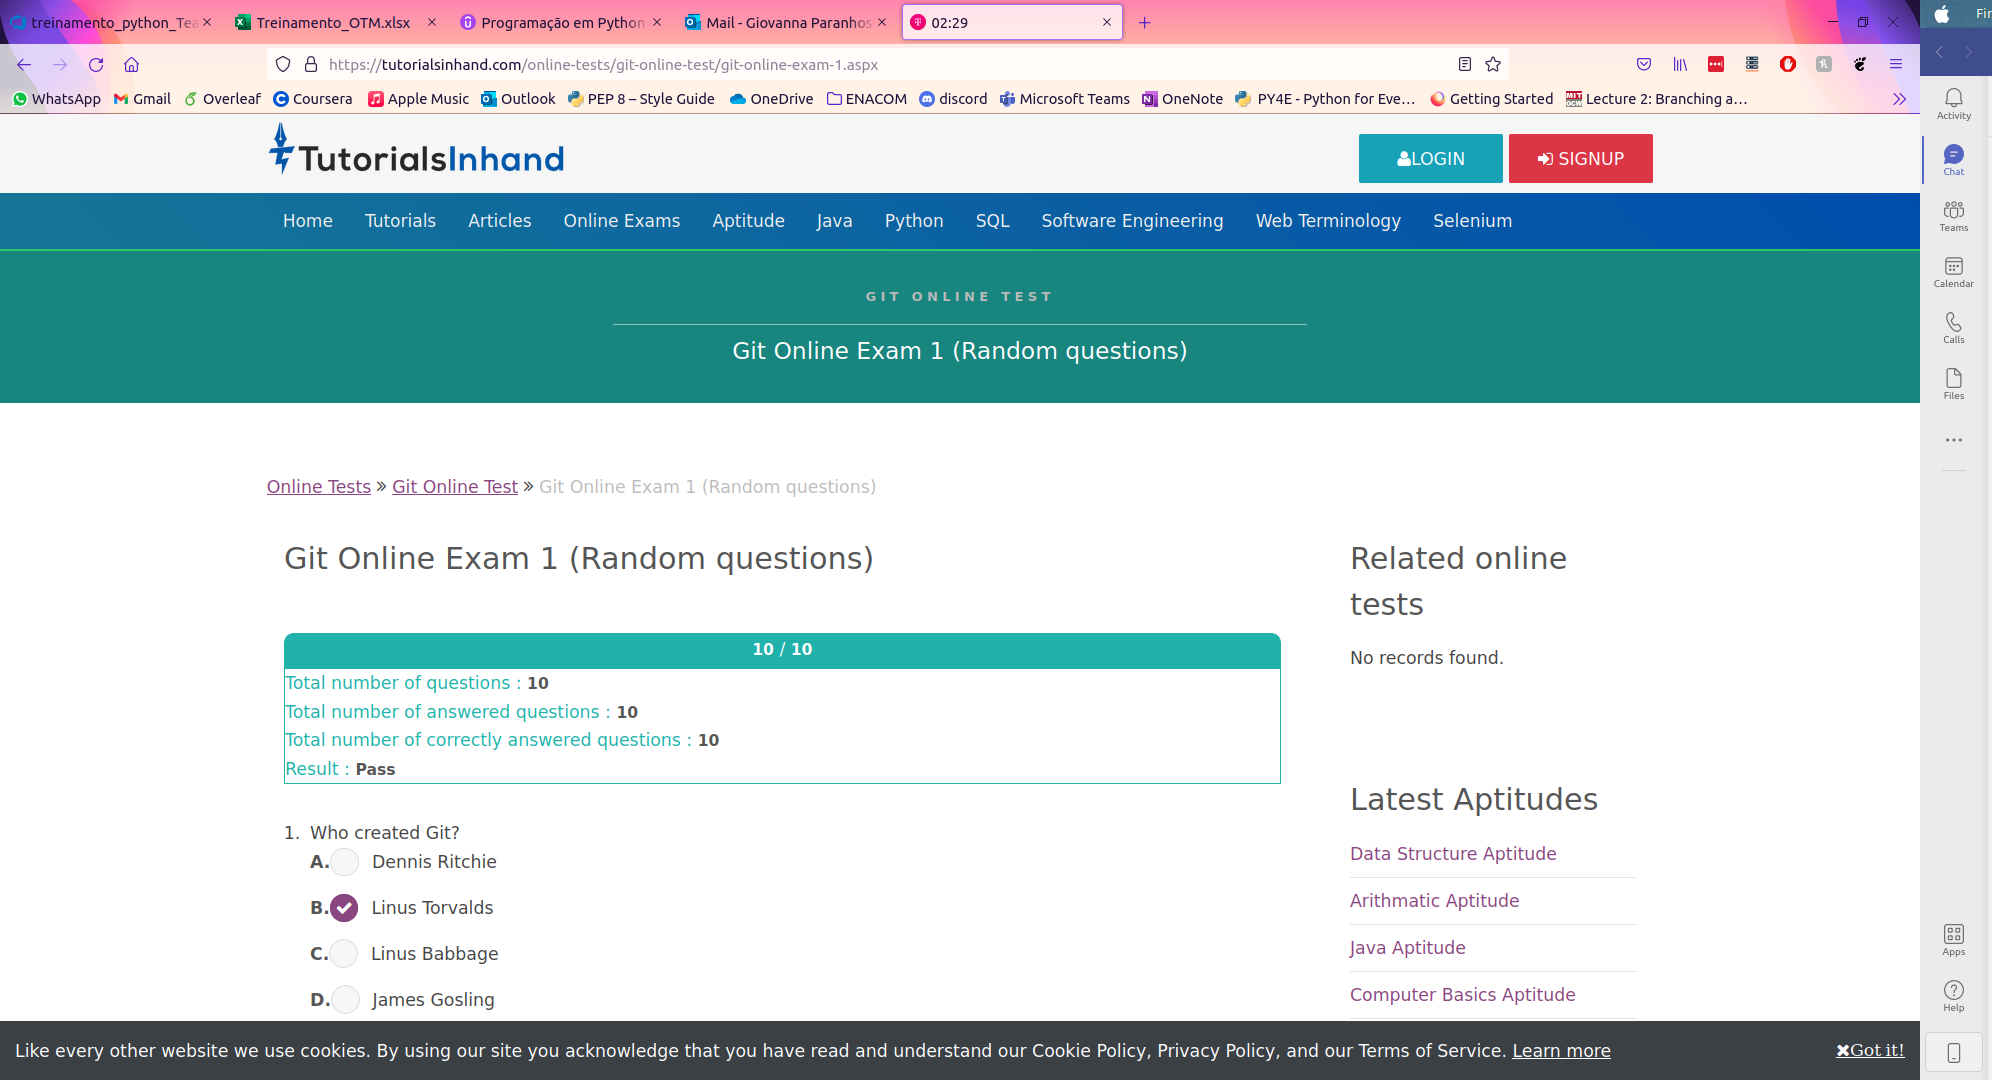 treinamento_python_Tea
Treinamento_OTM.xlsx
Programação em Python
Mail - Giovanna Paranhos
02:29
Fin
https://tutorialsinhand.com/online-tests/git-online-test/git-online-exam-1.aspx
WhatsApp Gmail Overleaf Coursera Apple Music Outlook PEP 8 – Style Guide OneDrive ENACOM discord Microsoft Teams OneNote PY4E - Python for Eve… Getting Started Lecture 2: Branching a…
TutorialsInhand
LOGIN
SIGNUP
Home Tutorials Articles Online Exams Aptitude Java Python SQL Software Engineering Web Terminology Selenium
GIT ONLINE TEST
Git Online Exam 1 (Random questions)
Online Tests » Git Online Test » Git Online Exam 1 (Random questions)
Git Online Exam 1 (Random questions)
10 / 10
Total number of questions : 10
Total number of answered questions : 10
Total number of correctly answered questions : 10
Result : Pass
1. Who created Git?
A. Dennis Ritchie
B. Linus Torvalds
C. Linus Babbage
D. James Gosling
Related online
tests
No records found.
Latest Aptitudes
Data Structure Aptitude
Arithmatic Aptitude
Java Aptitude
Computer Basics Aptitude
Like every other website we use cookies. By using our site you acknowledge that you have read and understand our Cookie Policy, Privacy Policy, and our Terms of Service. Learn more
Got it!
Activity
Chat
Teams
Calendar
Calls
Files
Apps
Help